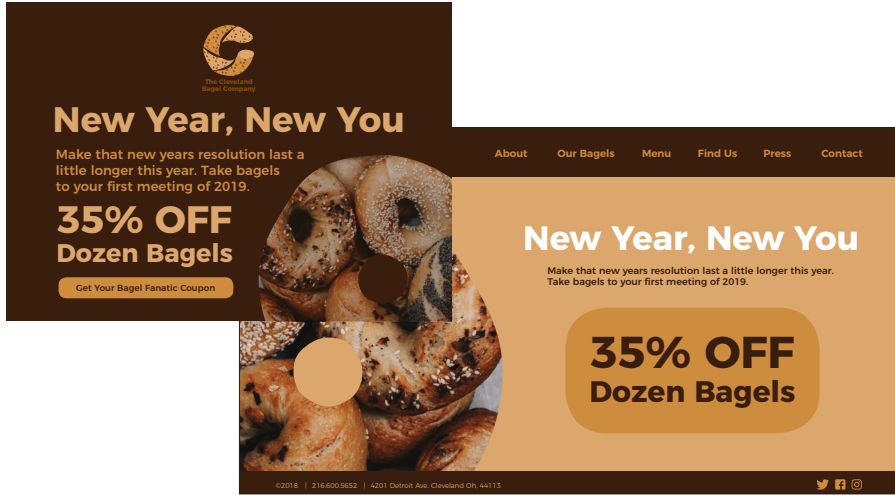 The Cleveland
Bagel Company
New Year, New You
Make that new years resolution last a
little longer this year. Take bagels
to your first meeting of 2019.
35% OFF
Dozen Bagels
Get Your Bagel Fanatic Coupon
About Our Bagels Menu Find Us Press Contact
New Year, New You
Make that new years resolution last a little longer this year.
Take bagels to your first meeting of 2019.
35% OFF
Dozen Bagels
©2018 | 216.600.5652 | 4201 Detroit Ave. Cleveland Oh, 44113